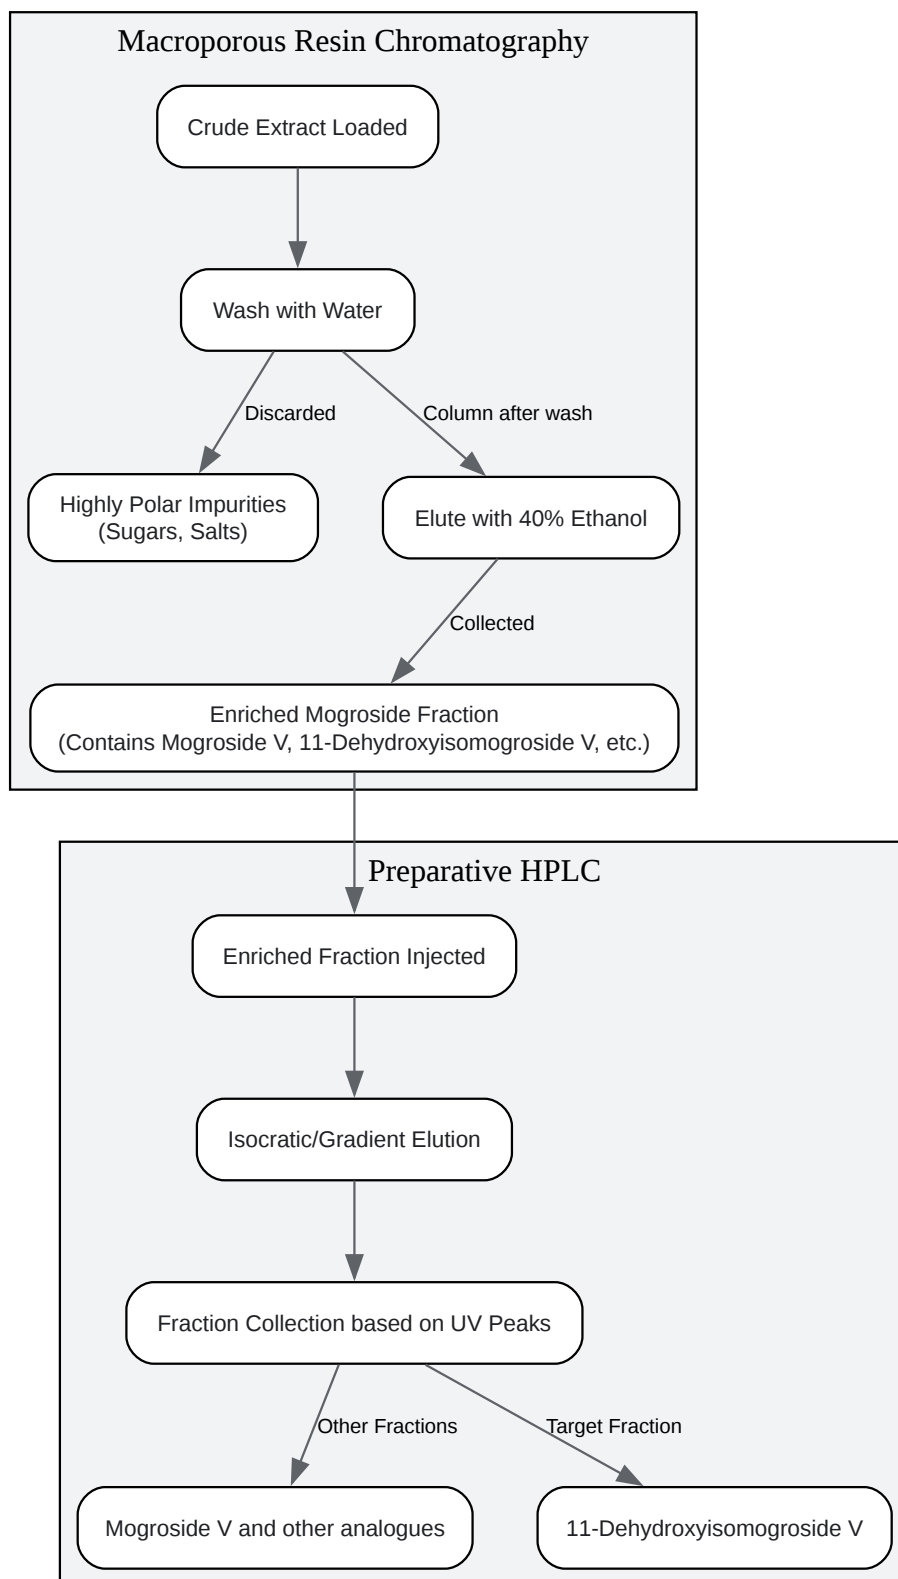 Macroporous Resin Chromatography
Crude Extract Loaded
Wash with Water
Discarded
Column after wash
Highly Polar Impurities
(Sugars, Salts)
Elute with 40% Ethanol
Collected
Enriched Mogroside Fraction
(Contains Mogroside V, 11-Dehydroxyisomogroside V, etc.)
Preparative HPLC
Enriched Fraction Injected
Isocratic/Gradient Elution
Fraction Collection based on UV Peaks
Other Fractions
Target Fraction
Mogroside V and other analogues
11-Dehydroxyisomogroside V